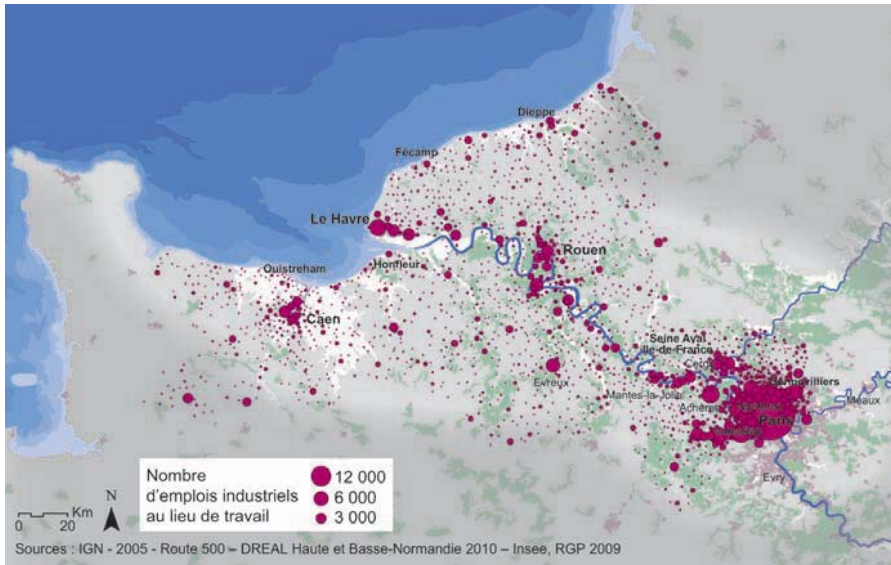 Dieppe
Fécamp
Le Havre
Rouen
Honfleur
Ouistreham
Caen
Seine Aval
Ile-de-France
Gennevilliers
Evreux
Mantes-la-Jolie
Achères
Meaux
Paris
Evry
Nombre
d'emplois industriels
au lieu de travail
12 000
6 000
3 000
N
0 20 Km
Sources : IGN - 2005 - Route 500 – DREAL Haute et Basse-Normandie 2010 – Insee, RGP 2009